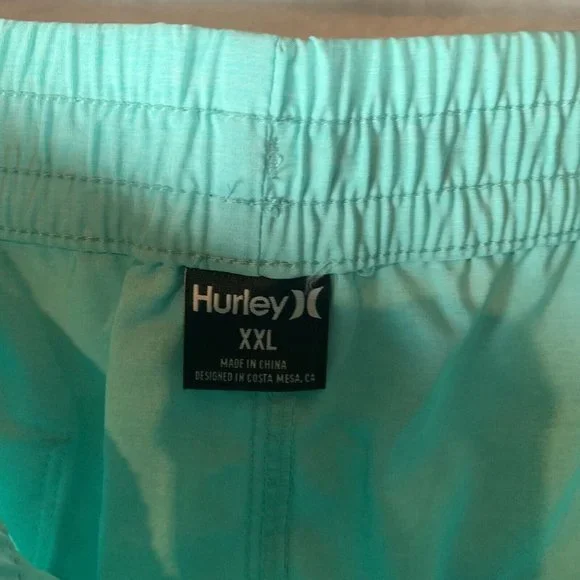 Hurley
XXL
MADE IN CHINA
DESIGNED IN COSTA MESA, CA